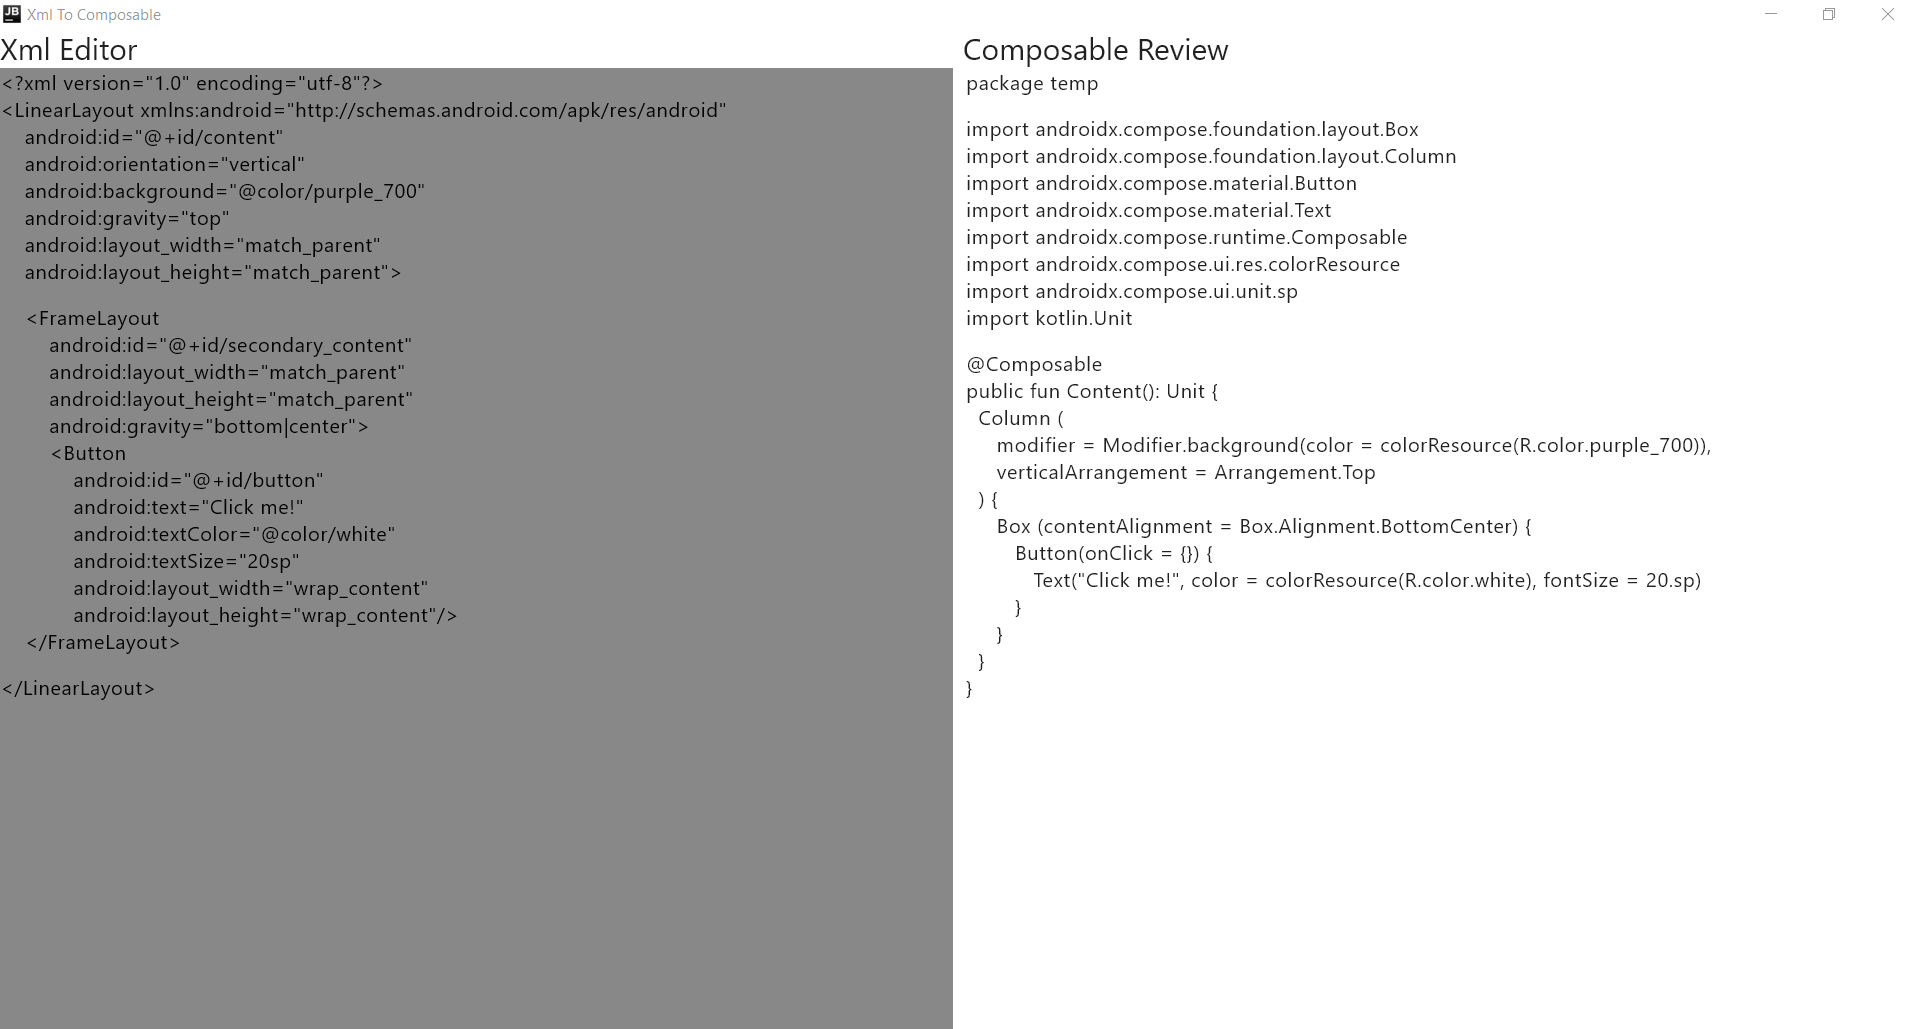 JB
Xml To Composable
Xml Editor
<?xml version="1.0" encoding="utf-8"?>
<LinearLayout xmlns:android="http://schemas.android.com/apk/res/android"
    android:id="@+id/content"
    android:orientation="vertical"
    android:background="@color/purple_700"
    android:gravity="top"
    android:layout_width="match_parent"
    android:layout_height="match_parent">
    <FrameLayout
        android:id="@+id/secondary_content"
        android:layout_width="match_parent"
        android:layout_height="match_parent"
        android:gravity="bottom|center">
        <Button
            android:id="@+id/button"
            android:text="Click me!"
            android:textColor="@color/white"
            android:textSize="20sp"
            android:layout_width="wrap_content"
            android:layout_height="wrap_content"/>
    </FrameLayout>
</LinearLayout>
Composable Review
package temp
import androidx.compose.foundation.layout.Box
import androidx.compose.foundation.layout.Column
import androidx.compose.material.Button
import androidx.compose.material.Text
import androidx.compose.runtime.Composable
import androidx.compose.ui.res.colorResource
import androidx.compose.ui.unit.sp
import kotlin.Unit
@Composable
public fun Content(): Unit {
  Column (
     modifier = Modifier.background(color = colorResource(R.color.purple_700)),
     verticalArrangement = Arrangement.Top
  ) {
     Box (contentAlignment = Box.Alignment.BottomCenter) {
        Button(onClick = {}) {
           Text("Click me!", color = colorResource(R.color.white), fontSize = 20.sp)
        }
     }
  }
}